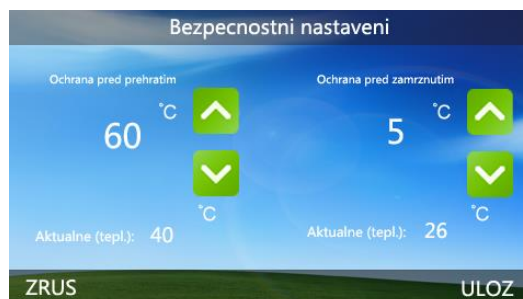 Bezpecnostni nastaveni
Ochrana pred prehratim
°C
60
°C
Aktualne (tepl.): 40
Ochrana pred zamrznutim
°C
5
°C
Aktualne (tepl.): 26
ZRUS
ULOZ